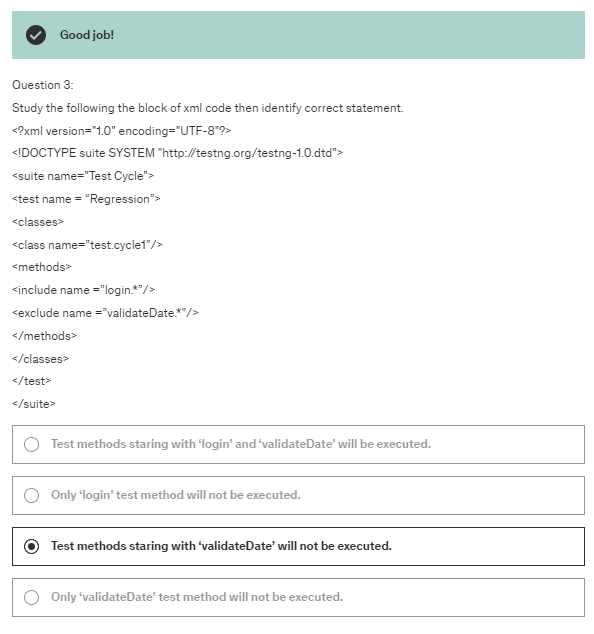 Good job!
Question 3:
Study the following the block of xml code then identify correct statement.
<?xml version="1.0" encoding="UTF-8"?>
<!DOCTYPE suite SYSTEM "http://testng.org/testng-1.0.dtd">
<suite name="Test Cycle">
<test name = “Regression”>
<classes>
<class name="test.cycle1”/>
<methods>
<include name =”login.*”/>
<exclude name =”validateDate.*”/>
</methods>
</classes>
</test>
</suite>
Test methods staring with ‘login’ and ‘validateDate’ will be executed.
Only ‘login’ test method will not be executed.
Test methods staring with ‘validateDate’ will not be executed.
Only ‘validateDate’ test method will not be executed.